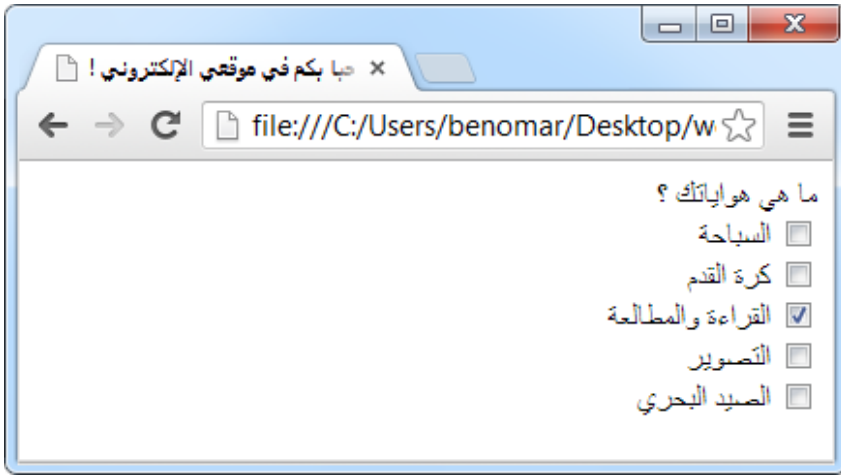 حبا بكم في موقعي الإلكتروني !
file:///C:/Users/benomar/Desktop/w
ما هي هواياتك ؟
السباحة
كرة القدم
القراءة والمطالعة
التصوير
الصيد البحري